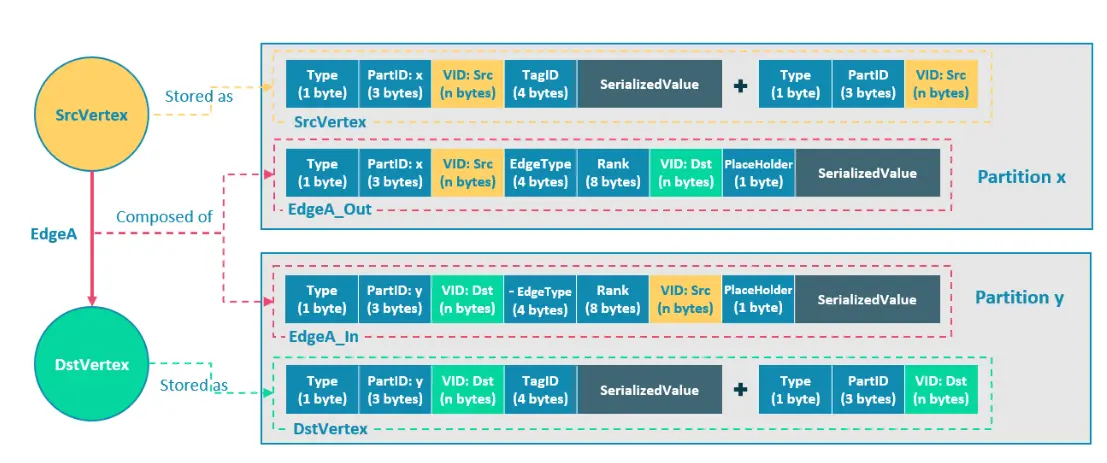 SrcVertex
Stored as
EdgeA
Composed of
DstVertex
Stored as
Type PartID: x VID: Src TagID SerializedValue + Type PartID VID: Src
(1 byte) (3 bytes) (n bytes) (4 bytes) (1 byte) (3 bytes) (n bytes)
SrcVertex
Type PartID: x VID: Src EdgeType Rank VID: Dst PlaceHolder SerializedValue
(1 byte) (3 bytes) (n bytes) (4 bytes) (8 bytes) (n bytes) (1 byte)
EdgeA_Out
Partition x
Type PartID: y VID: Dst - EdgeType Rank VID: Src PlaceHolder SerializedValue
(1 byte) (3 bytes) (n bytes) (4 bytes) (8 bytes) (n bytes) (1 byte)
EdgeA_In
Partition y
Type PartID: y VID: Dst TagID SerializedValue + Type PartID VID: Dst
(1 byte) (3 bytes) (n bytes) (4 bytes) (1 byte) (3 bytes) (n bytes)
DstVertex